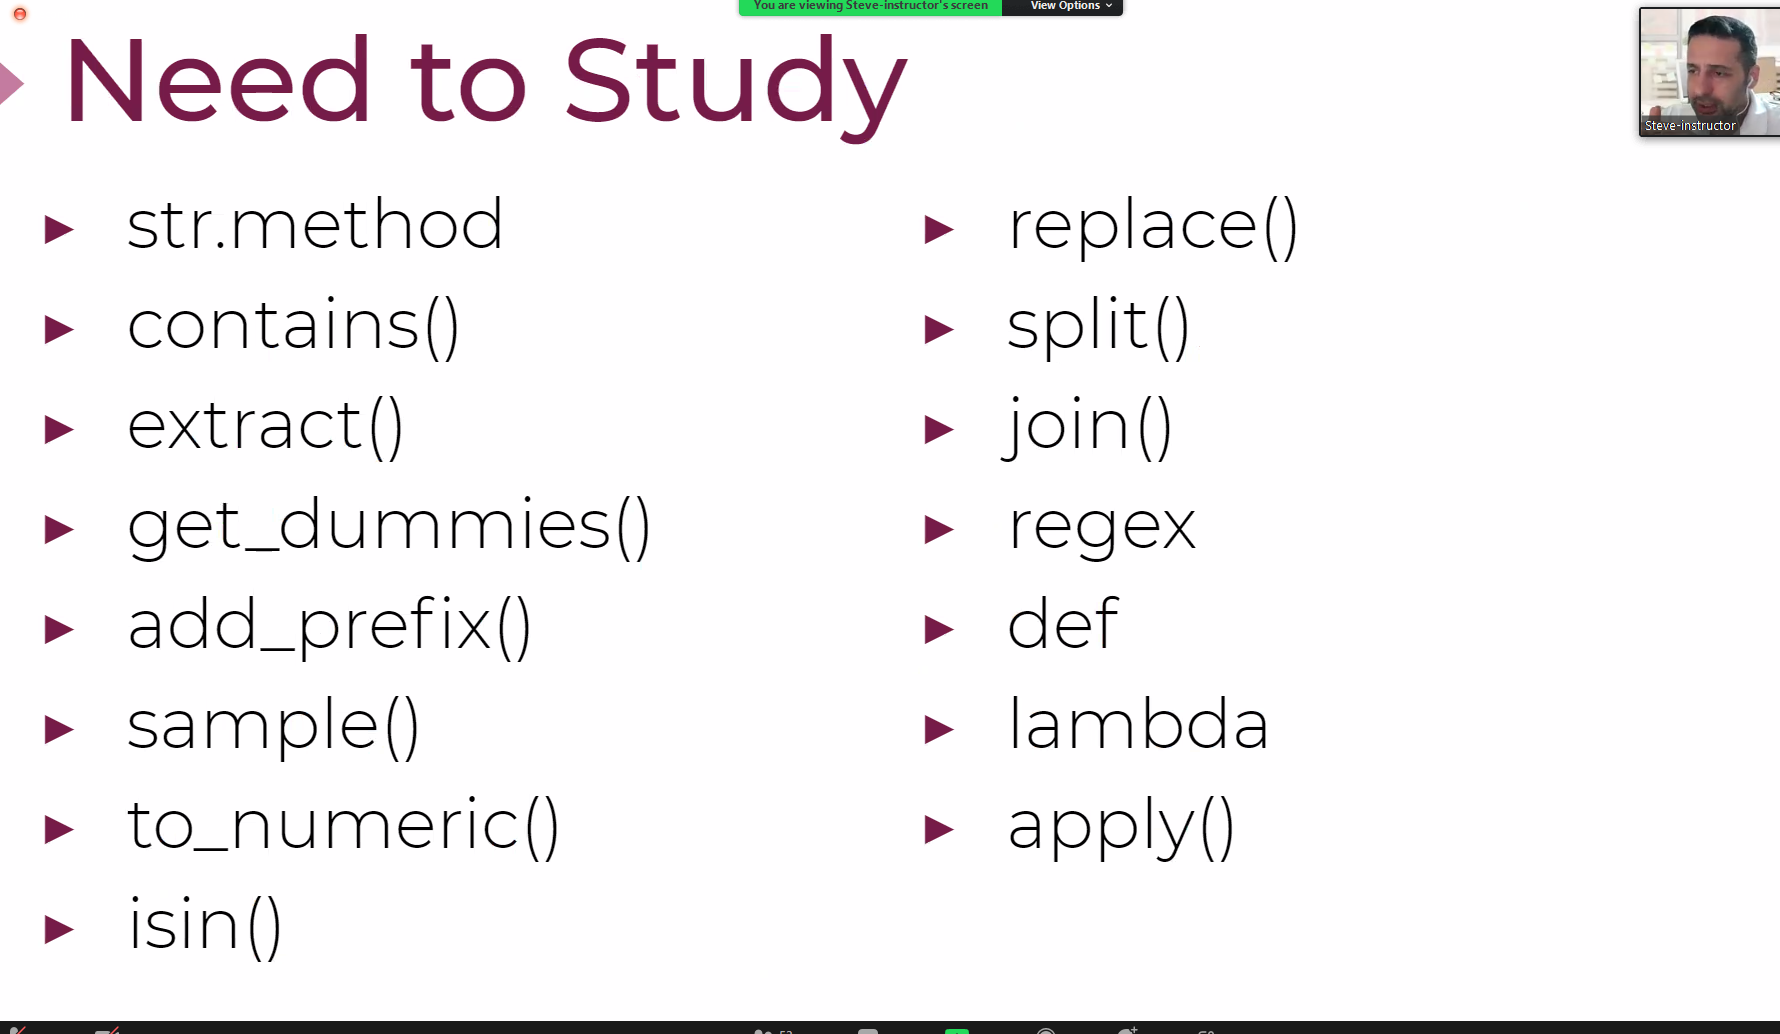 You are viewing Steve-instructor's screen
View Options
Need to Study
Steve-instructor
str.method
contains()
extract()
get_dummies()
add_prefix()
sample()
to_numeric()
isin()
replace()
split()
join()
regex
def
lambda
apply()